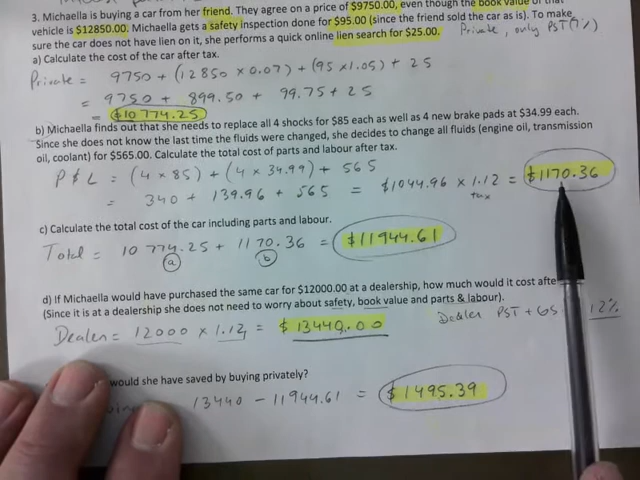 3. Michaella is buying a car from her friend. They agree on a price of $9750.00, even though the book value of that
vehicle is $12850.00. Michaella gets a safety inspection done for $95.00 (since the friend sold the car as is). To make
sure the car does not have lien on it, she performs a quick online lien search for $25.00.
Private, only PST (7%)
a) Calculate the cost of the car after tax.
Private = 9750 + (12850 x 0.07) + (95 x 1.05) + 25
= 9750 + 899.50 + 99.75 + 25
= $10 774.25
b) Michaella finds out that she needs to replace all 4 shocks for $85 each as well as 4 new brake pads at $34.99 each.
Since she does not know the last time the fluids were changed, she decides to change all fluids (engine oil, transmission
oil, coolant) for $565.00. Calculate the total cost of parts and labour after tax.
P & L = (4 x 85) + (4 x 34.99) + 565
= 340 + 139.96 + 565 = $1044.96 x 1.12 = $1170.36
tax
c) Calculate the total cost of the car including parts and labour.
Total = 10 774.25 + 1170.36 = $11944.61
a b
d) If Michaella would have purchased the same car for $12000.00 at a dealership, how much would it cost afte
(Since it is at a dealership she does not need to worry about safety, book value and parts & labour).
Dealer PST + GS 12%
Dealer = 12000 x 1.12 = $13440.00
would she have saved by buying privately?
13440 - 11944.61 = $1495.39